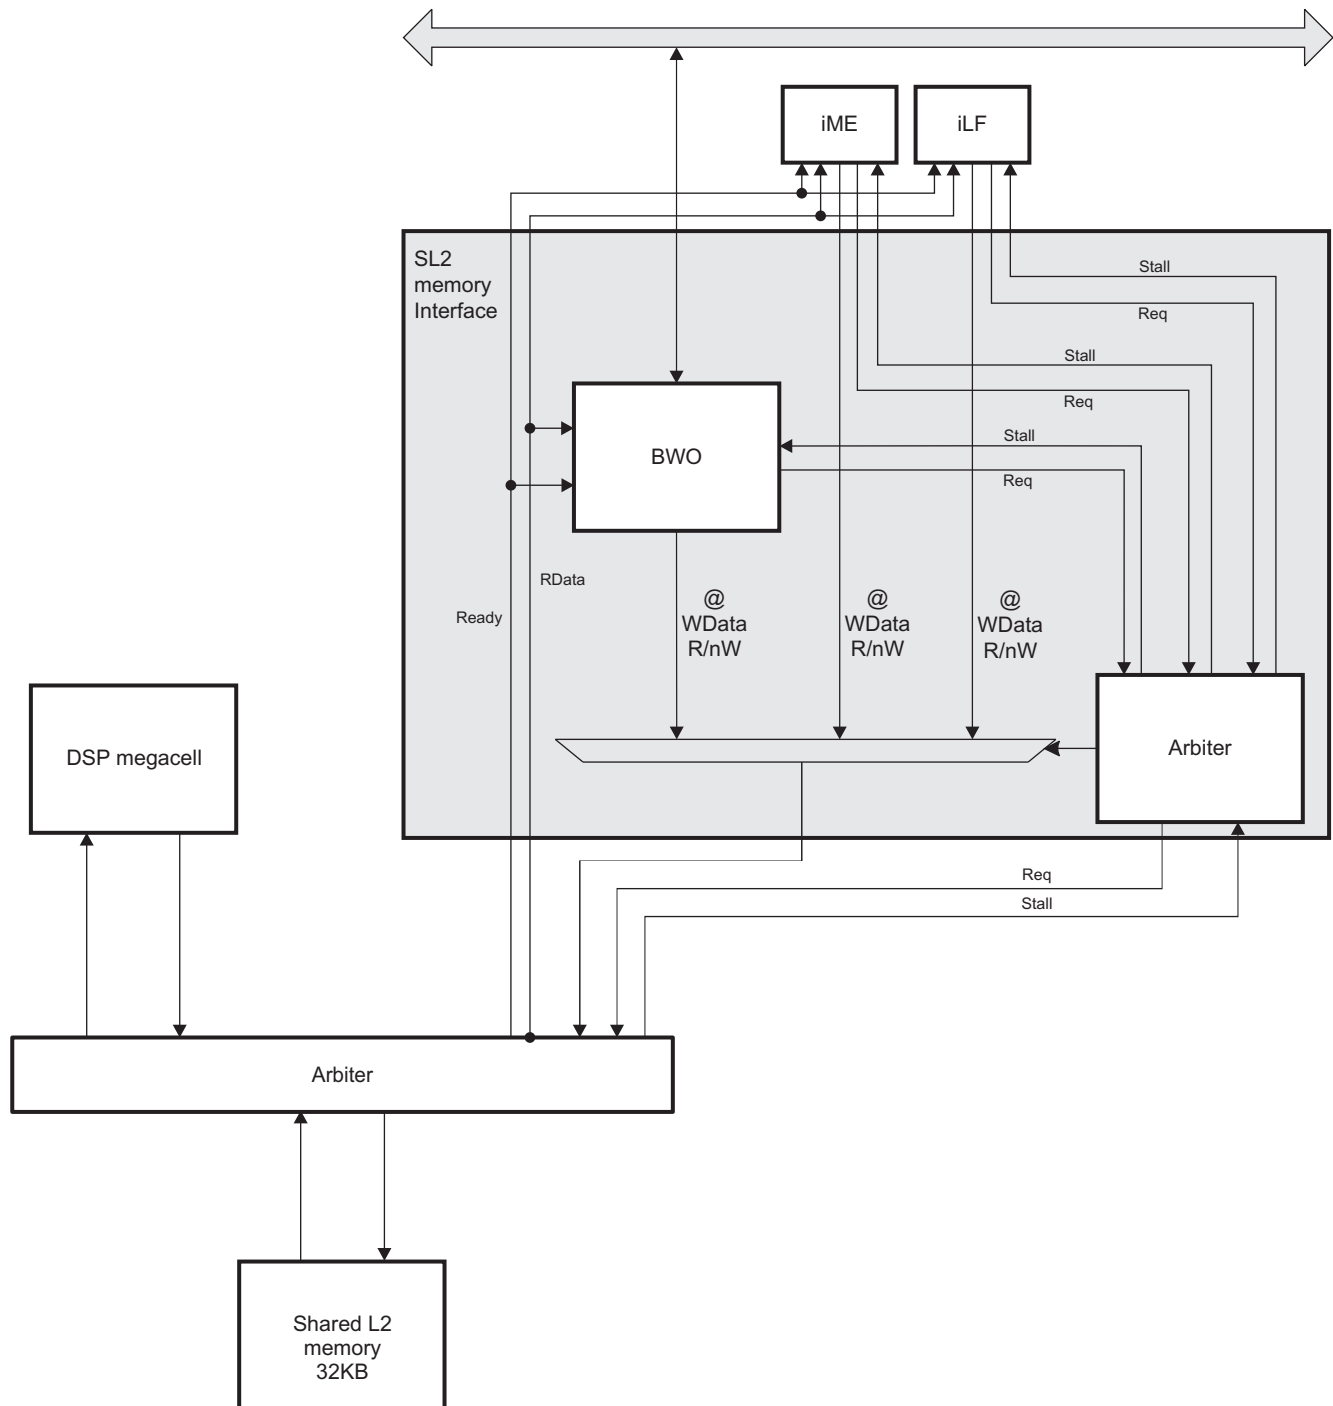 iME
iLF
SL2
memory
Interface
Stall
Req
Stall
Req
Stall
Req
BWO
RData
Ready
@
WData
R/nW
@
WData
R/nW
@
WData
R/nW
DSP megacell
Arbiter
Req
Stall
Arbiter
Shared L2
memory
32KB